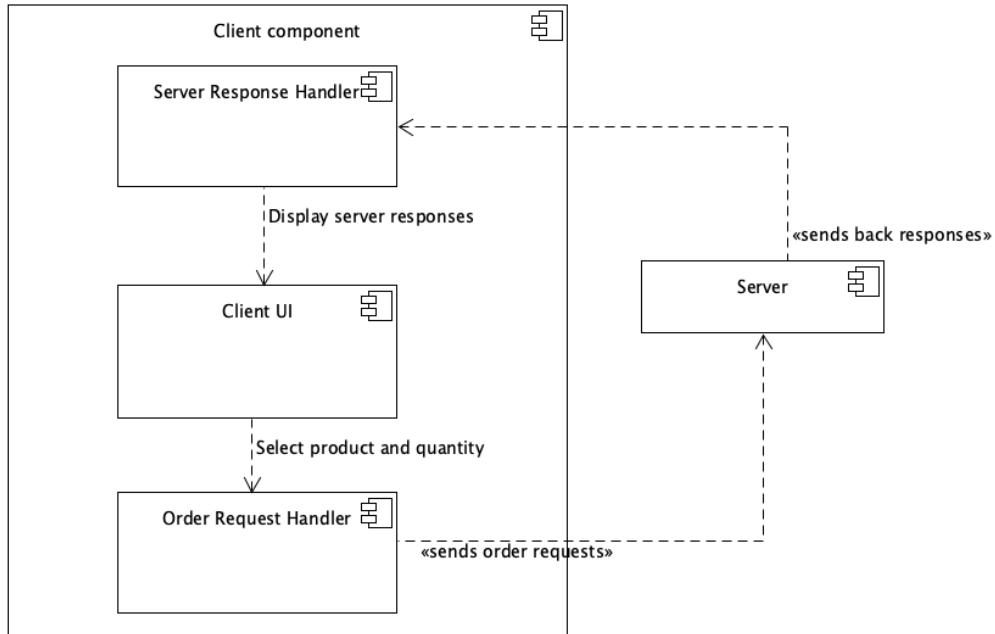 Client component
Server Response Handler
Display server responses
«sends back responses»
Server
Client UI
Select product and quantity
Order Request Handler
«sends order requests»